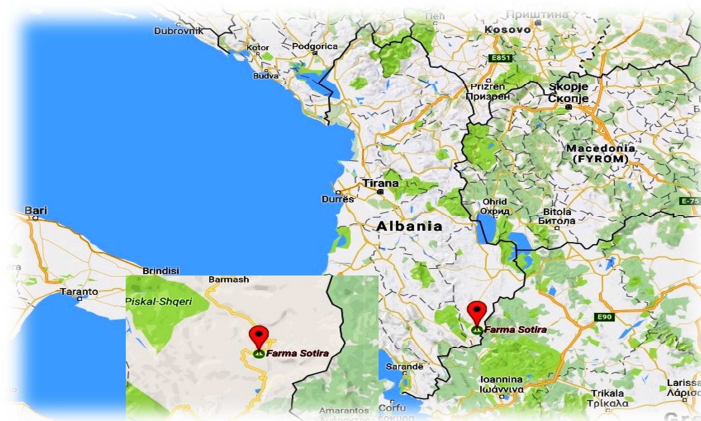 Dubrovnik
Kotor
Podgorica
Budva
Пећ
Приштина
Kosovo
E851
Prizren
Призрен
Skopje
Скопје
Macedonia
(FYROM)
E-75
Tirana
Durrës
Ohrid
Охрид
Bitola
Битола
Albania
Bari
Brindisi
Taranto
Barmash
Piskal-Shqeri
Farma Sotira
Farma Sotira
E90
Sarandë
Ioannina
Ιωάννινα
Trikala
Τρίκαλα
Larissa
Amarantos
Corfu